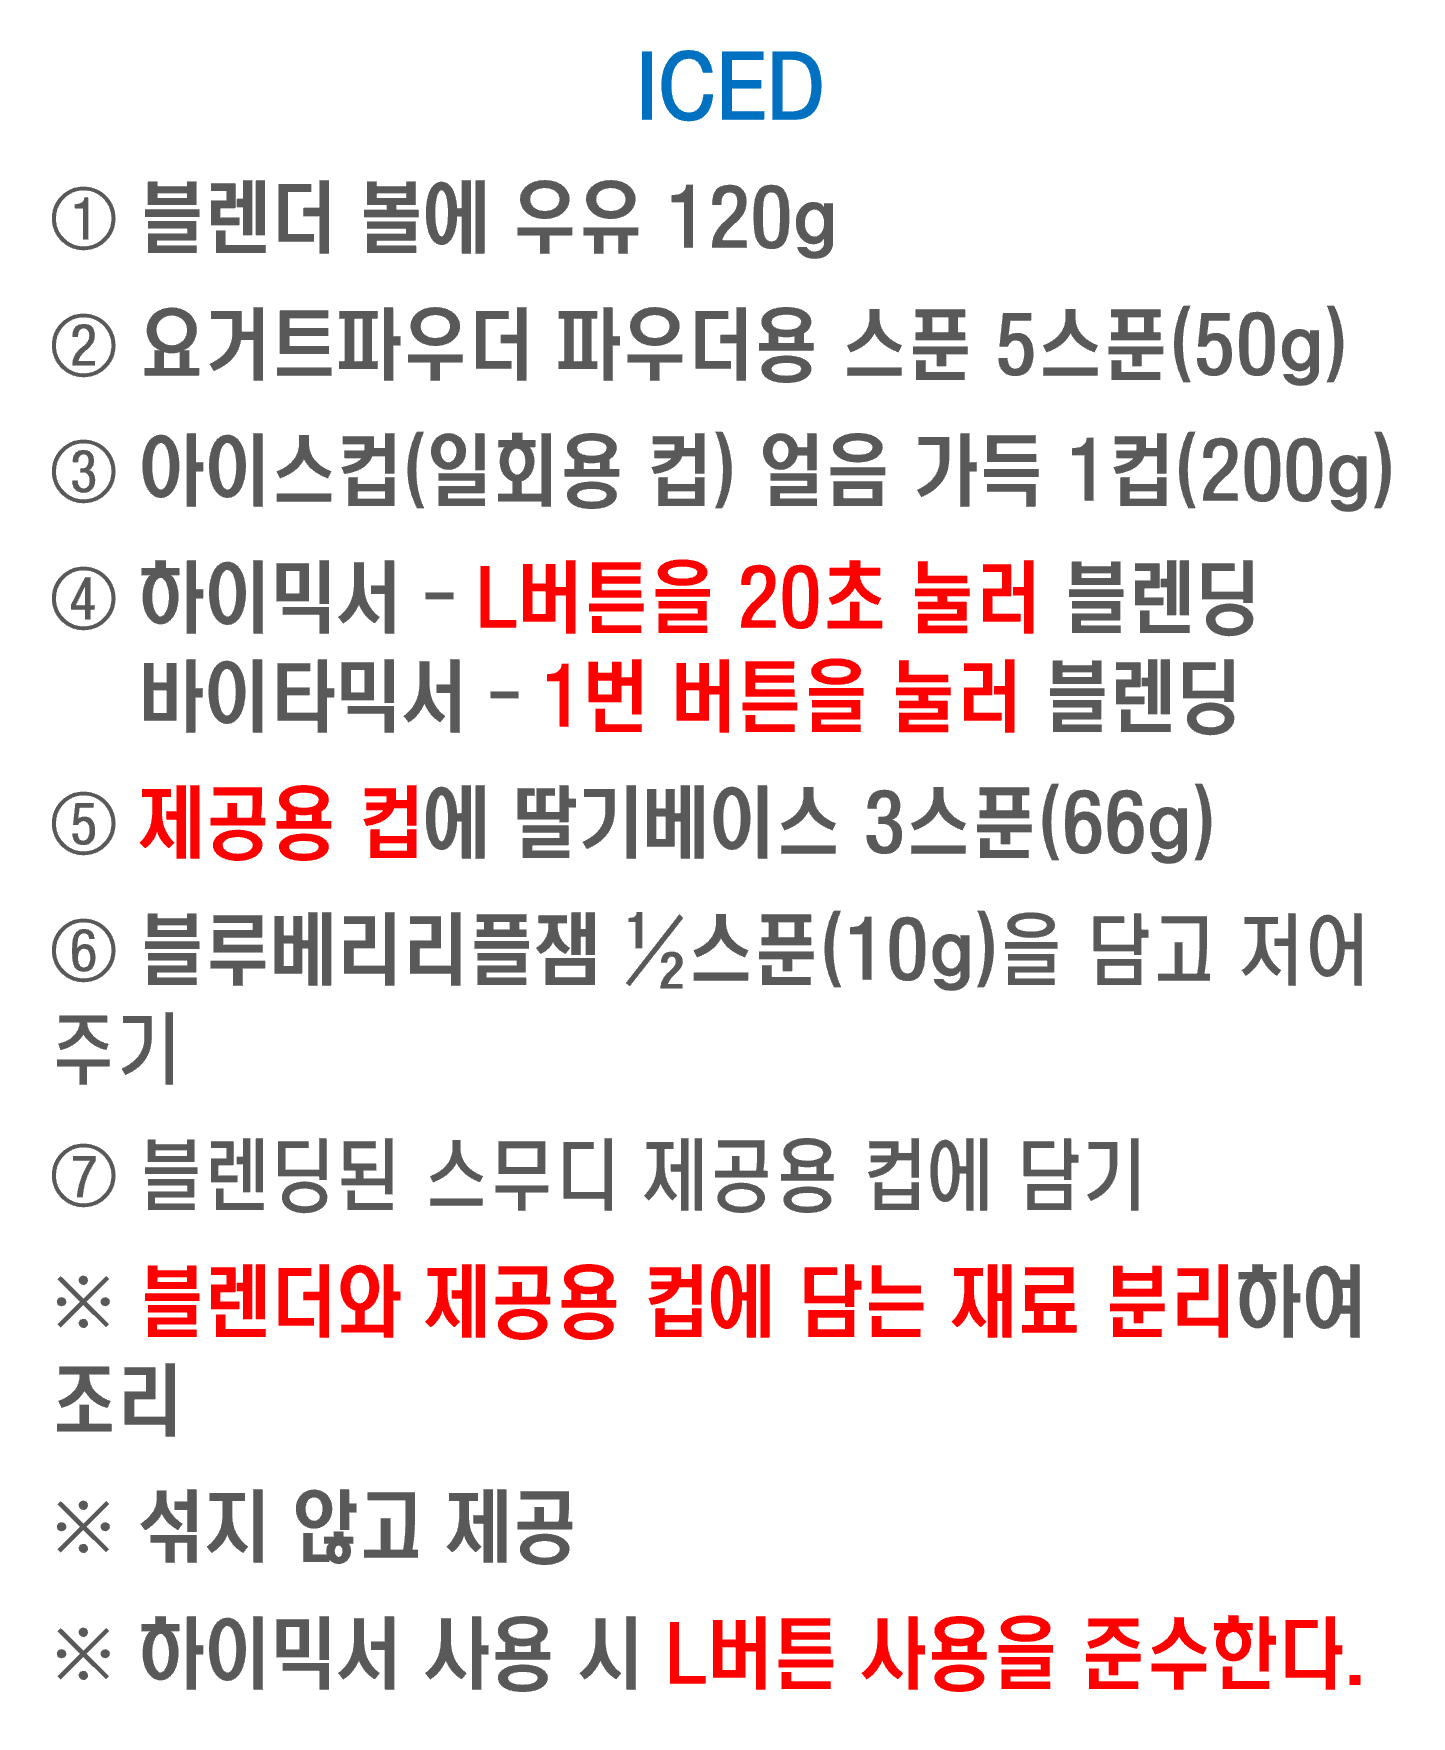 ICED
① 블렌더 볼에 우유 120g
② 요거트파우더 파우더용 스푼 5스푼(50g)
③ 아이스컵(일회용 컵) 얼음 가득 1컵(200g)
④ 하이믹서 - L버튼을 20초 눌러 블렌딩
바이타믹서 - 1번 버튼을 눌러 블렌딩
⑤ 제공용 컵에 딸기베이스 3스푼(66g)
⑥ 블루베리리플잼 ½스푼(10g)을 담고 저어
주기
⑦ 블렌딩된 스무디 제공용 컵에 담기
※ 블렌더와 제공용 컵에 담는 재료 분리하여
조리
※ 섞지 않고 제공
※ 하이믹서 사용 시 L버튼 사용을 준수한다.